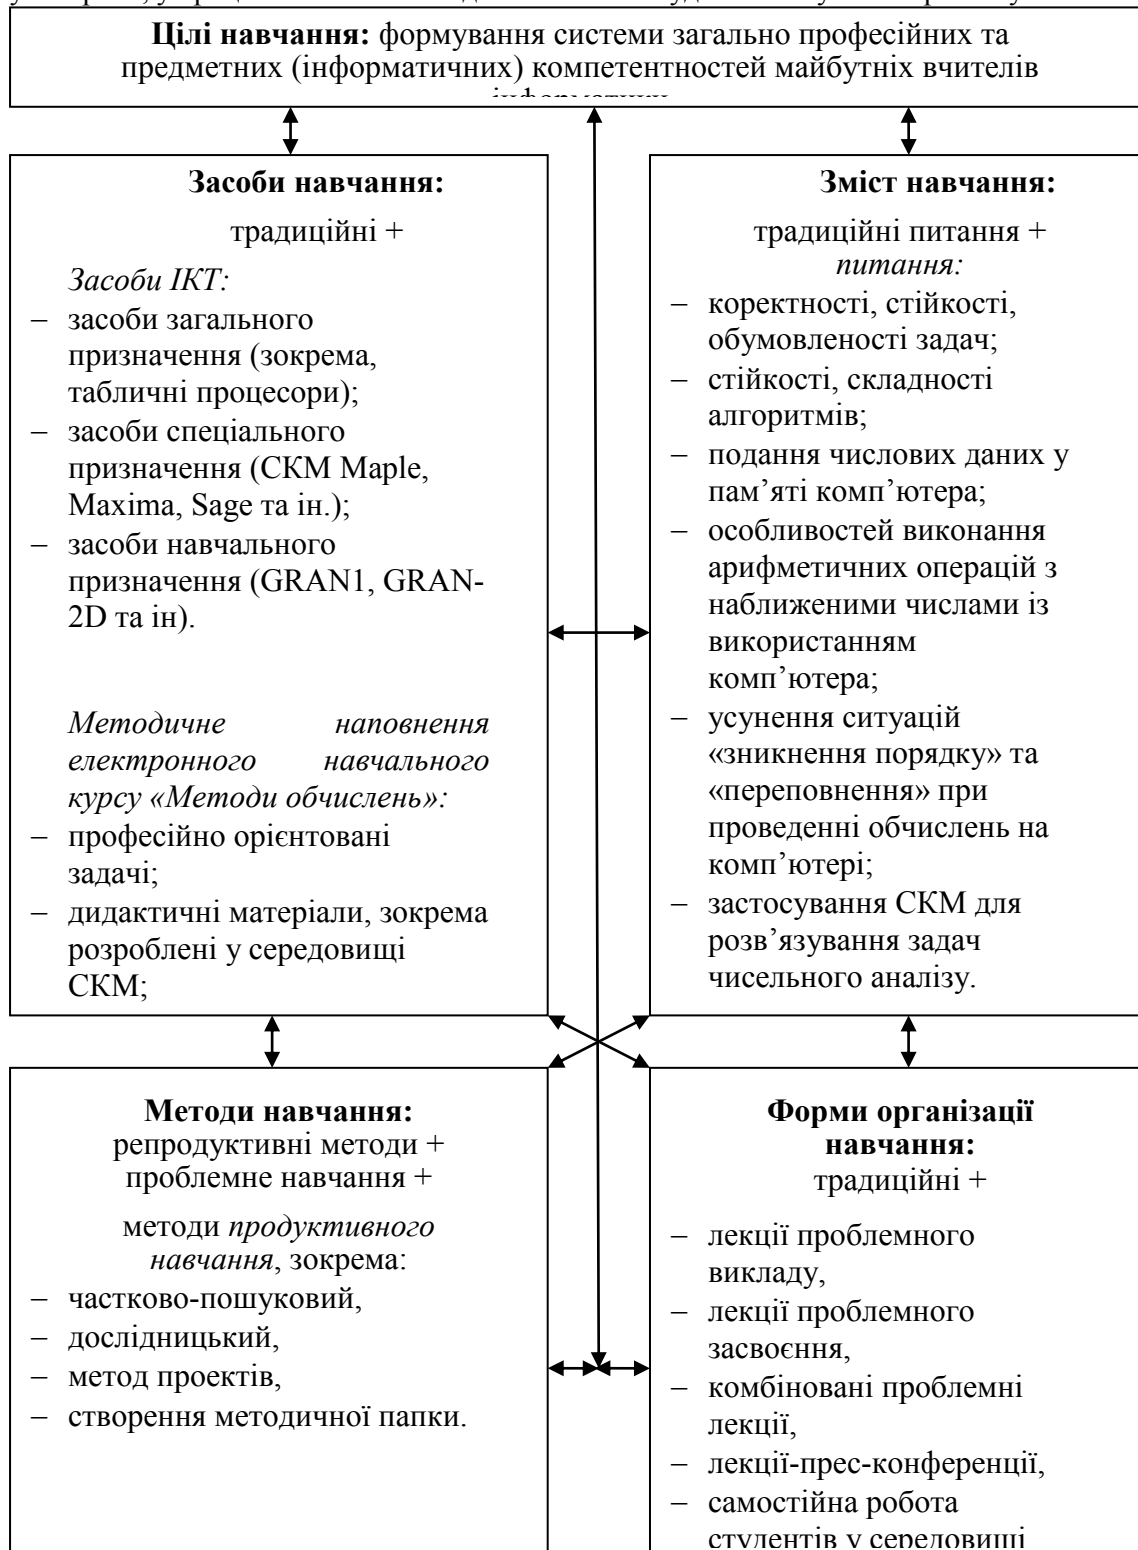 Цілі навчання: формування системи загально професійних та
предметних (інформатичних) компетентностей майбутніх вчителів
Засоби навчання:
традиційні +
Засоби ІКТ:
– засоби загального
призначення (зокрема,
табличні процесори);
– засоби спеціального
призначення (СКМ Maple,
Maxima, Sage та ін.);
– засоби навчального
призначення (GRAN1, GRAN-
2D та ін).
Методичне наповнення
електронного навчального
курсу «Методи обчислень»:
– професійно орієнтовані
задачі;
– дидактичні матеріали, зокрема
розроблені у середовищі
СКМ;
Зміст навчання:
традиційні питання +
питання:
– коректності, стійкості,
обумовленості задач;
– стійкості, складності
алгоритмів;
– подання числових даних у
пам’яті комп’ютера;
– особливостей виконання
арифметичних операцій з
наближеними числами із
використанням
комп’ютера;
– усунення ситуацій
«зникнення порядку» та
«переповнення» при
проведенні обчислень на
комп’ютері;
– застосування СКМ для
розв’язування задач
чисельного аналізу.
Методи навчання:
репродуктивні методи +
проблемне навчання +
методи продуктивного
навчання, зокрема:
– частково-пошуковий,
– дослідницький,
– метод проектів,
– створення методичної папки.
Форми організації
навчання:
традиційні +
– лекції проблемного
викладу,
– лекції проблемного
засвоєння,
– комбіновані проблемні
лекції,
– лекції-прес-конференції,
– самостійна робота
студентів у середовищі